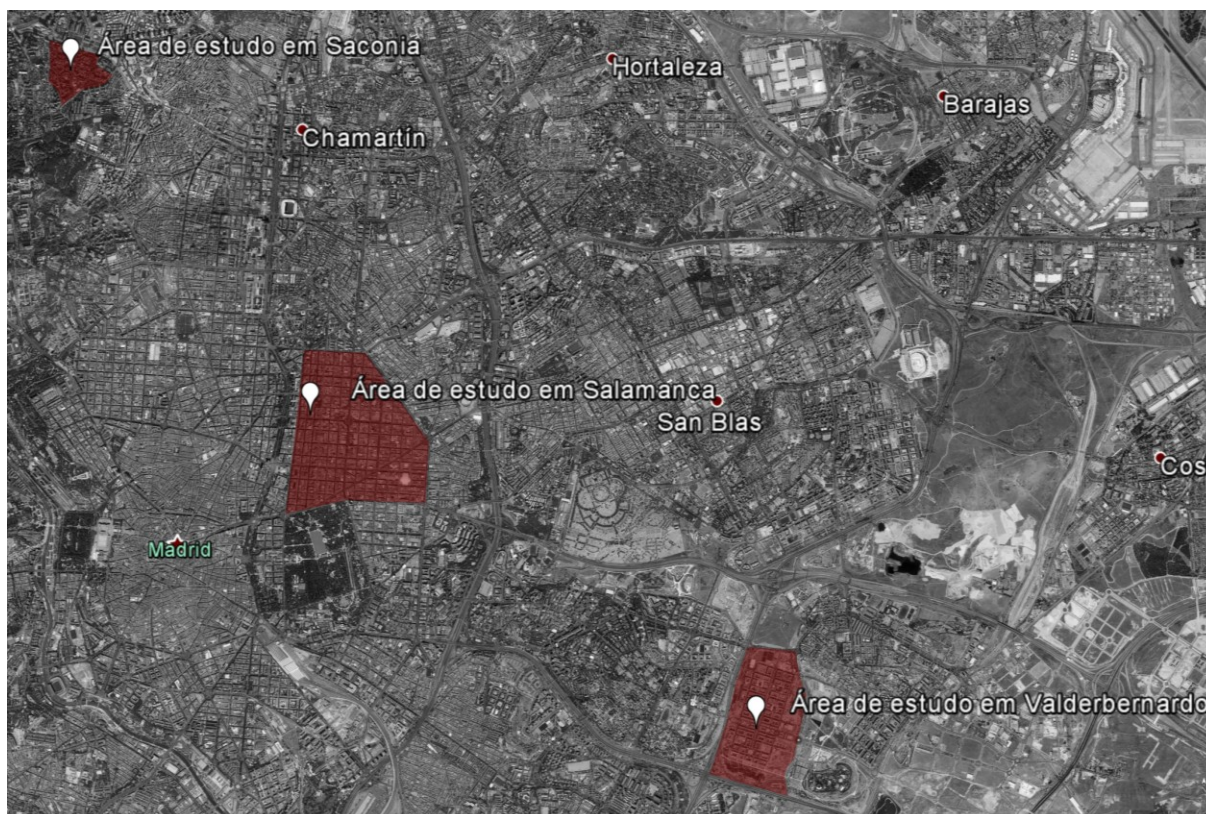 Área de estudo em Saconia
Hortaleza
Barajas
Chamartín
Área de estudo em Salamanca
San Blas
Cos
Madrid
Área de estudo em Valderbernardo